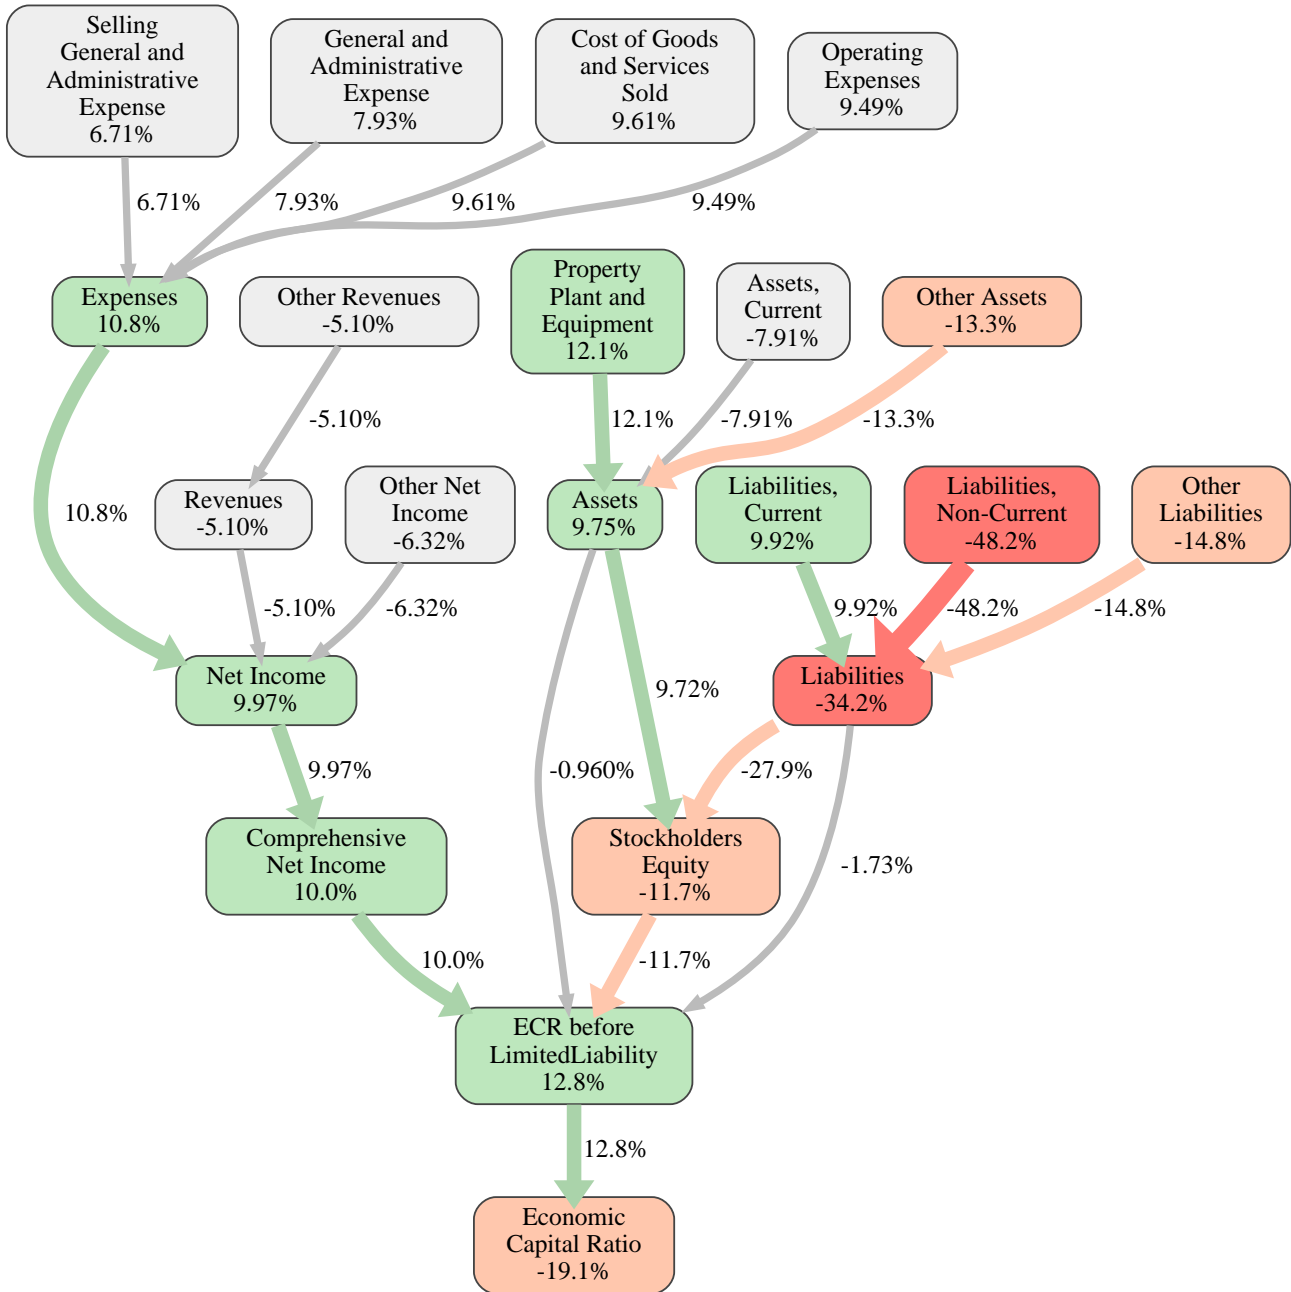 Selling
General and
Administrative
Expense
6.71%
General and
Administrative
Expense
7.93%
Cost of Goods
and Services
Sold
9.61%
Operating
Expenses
9.49%
6.71%
7.93%
9.61%
9.49%
Expenses
10.8%
Other Revenues
-5.10%
Property
Plant and
Equipment
12.1%
Assets,
Current
-7.91%
Other Assets
-13.3%
-5.10%
12.1%
-7.91%
-13.3%
10.8%
Revenues
-5.10%
Other Net
Income
-6.32%
Assets
9.75%
Liabilities,
Current
9.92%
Liabilities,
Non-Current
-48.2%
Other
Liabilities
-14.8%
-5.10%
-6.32%
9.92%
-48.2%
-14.8%
Net Income
9.97%
9.72%
Liabilities
-34.2%
9.97%
-0.960%
-27.9%
Comprehensive
Net Income
10.0%
Stockholders
Equity
-11.7%
-1.73%
10.0%
-11.7%
ECR before
LimitedLiability
12.8%
12.8%
Economic
Capital Ratio
-19.1%